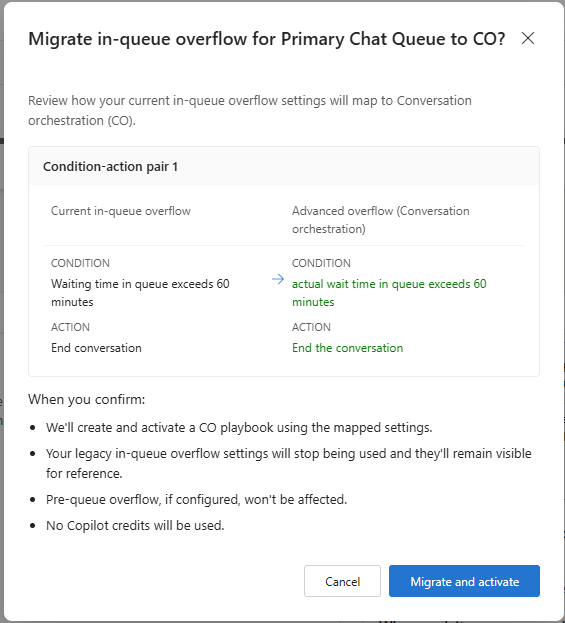 Migrate in-queue overflow for Primary Chat Queue to CO?
Review how your current in-queue overflow settings will map to Conversation
orchestration (CO).
Condition-action pair 1
Current in-queue overflow
Advanced overflow (Conversation
orchestration)
CONDITION
Waiting time in queue exceeds 60
minutes
ACTION
End conversation
→
CONDITION
actual wait time in queue exceeds 60
minutes
ACTION
End the conversation
When you confirm:
• We'll create and activate a CO playbook using the mapped settings.
• Your legacy in-queue overflow settings will stop being used and they'll remain visible
for reference.
• Pre-queue overflow, if configured, won't be affected.
• No Copilot credits will be used.
Cancel
Migrate and activate